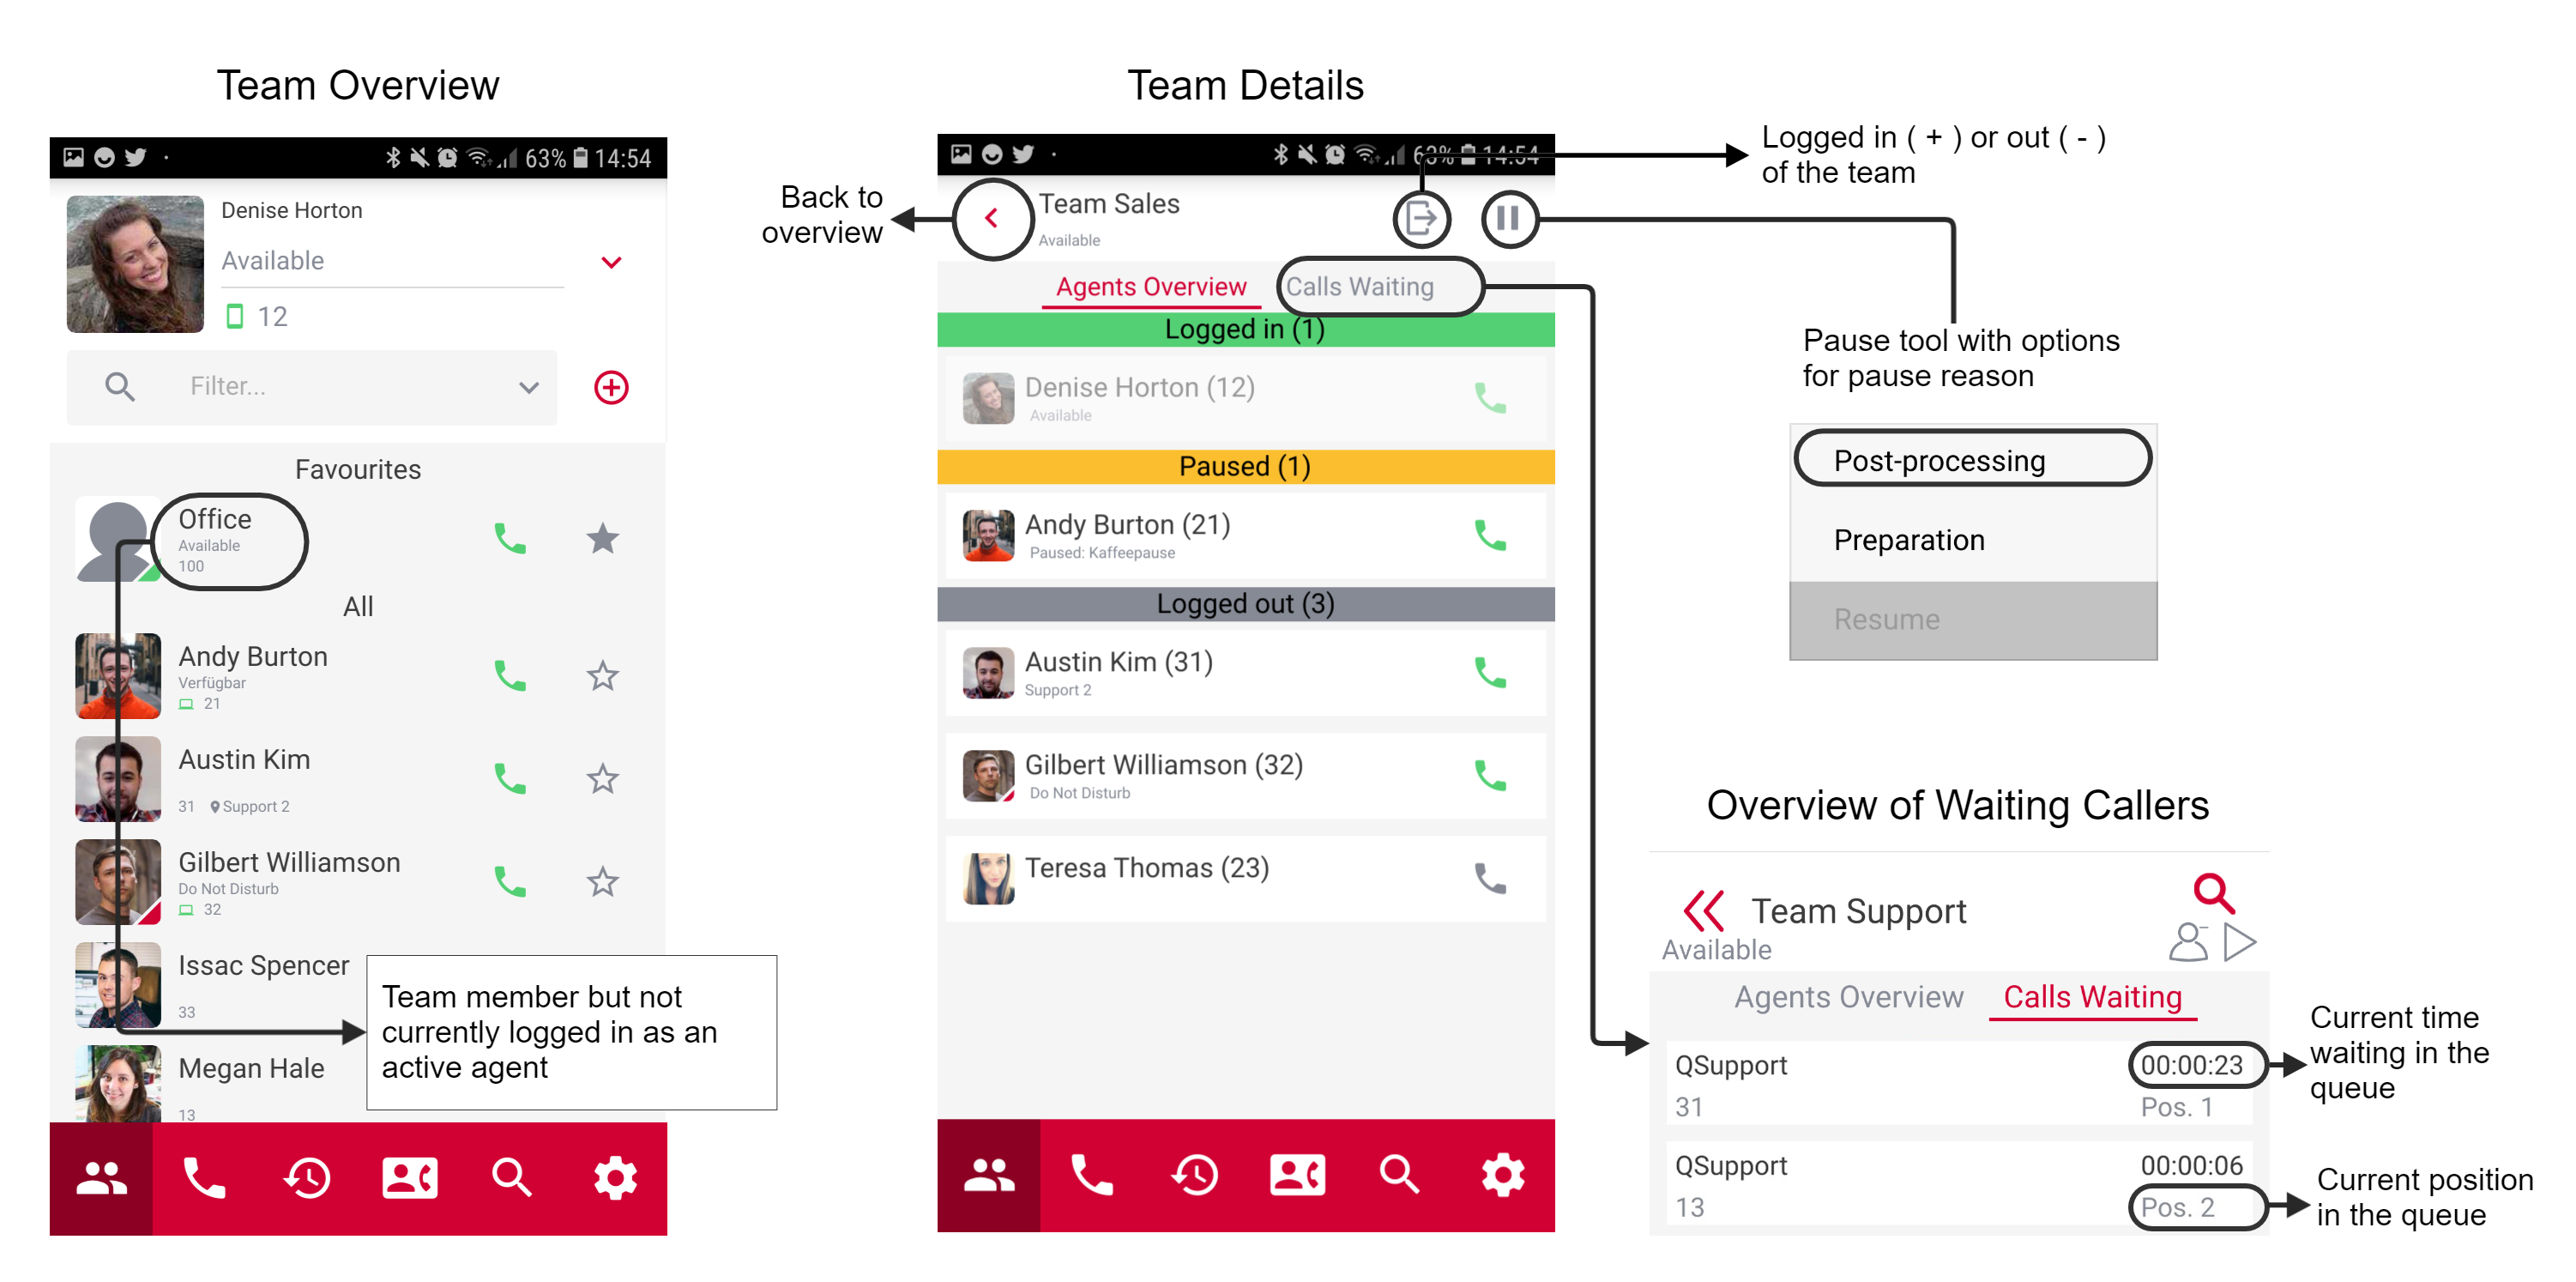 Team Overview
63% 14:54
Denise Horton
Available
12
Filter...
Favourites
Office
Available
100
All
Andy Burton
Verfügbar
21
Austin Kim
31 Support 2
Gilbert Williamson
Do Not Disturb
32
Issac Spencer
33
Megan Hale
13
Team member but not
currently logged in as an
active agent
Team Details
63% 14:54
Back to
overview
Team Sales
Available
Agents Overview Calls Waiting
Logged in (1)
Denise Horton (12)
Available
Paused (1)
Andy Burton (21)
Paused: Kaffeepause
Logged out (3)
Austin Kim (31)
Support 2
Gilbert Williamson (32)
Do Not Disturb
Teresa Thomas (23)
Logged in ( + ) or out ( - )
of the team
Pause tool with options
for pause reason
Post-processing
Preparation
Resume
Overview of Waiting Callers
Team Support
Available
Agents Overview Calls Waiting
QSupport 00:00:23
31 Pos. 1
QSupport 00:00:06
13 Pos. 2
Current time
waiting in the
queue
Current position
in the queue